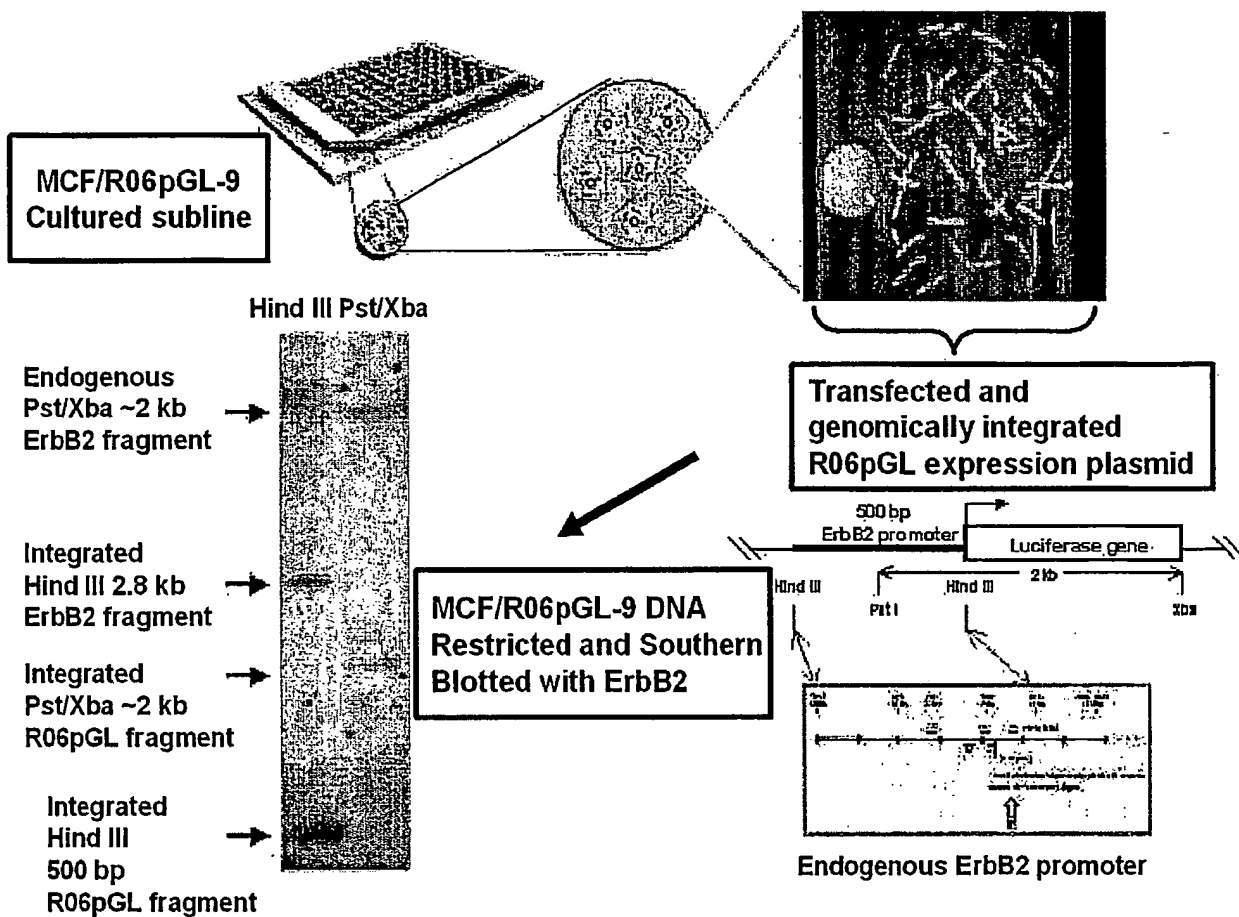 MCF/R06pGL-9
Cultured subline
Hind III Pst/Xba
Endogenous
Pst/Xba ~2 kb
ErbB2 fragment
Integrated
Hind III 2.8 kb
ErbB2 fragment
Integrated
Pst/Xba ~2 kb
R06pGL fragment
Integrated
Hind III
500 bp
R06pGL fragment
Transfected and
genomically integrated
R06pGL expression plasmid
500 bp
ErbB2 promoter
Luciferase gene
Hind III
2 kb
Pst I
Hind III
Xba
MCF/R06pGL-9 DNA
Restricted and Southern
Blotted with ErbB2
Endogenous ErbB2 promoter